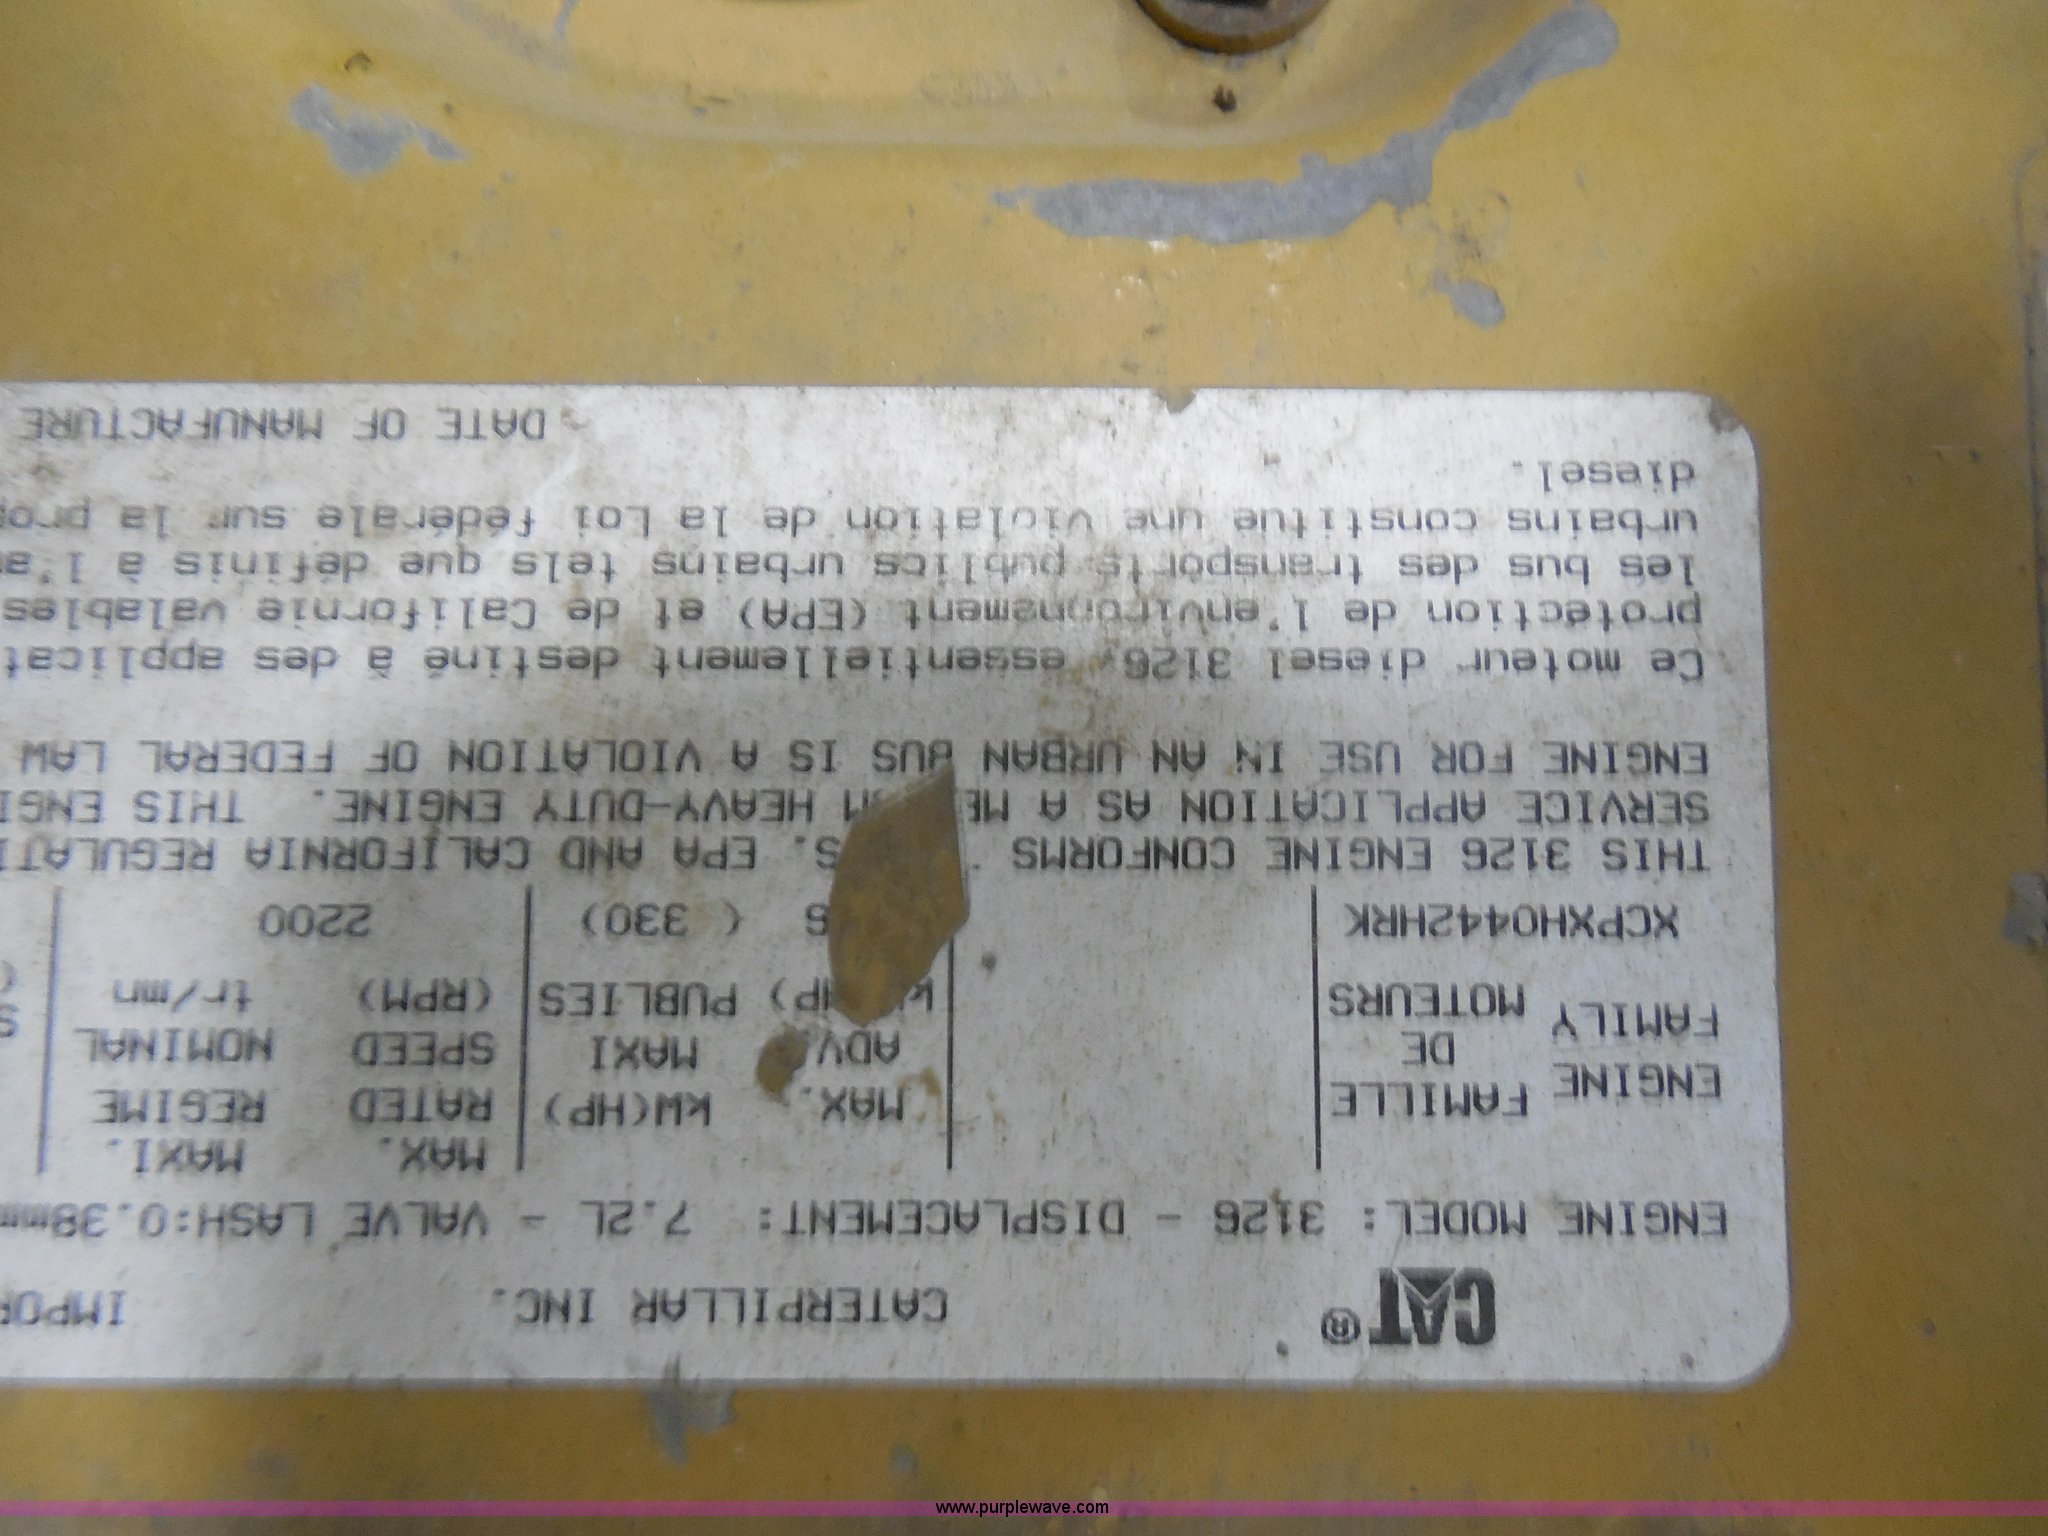 CAT® CATERPILLAR INC.
ENGINE MODEL: 3126 - DISPLACEMENT: 7.2L - VALVE LASH:0.38mm
ENGINE FAMILY
FAMILLE DE MOTEURS
MAX. ADV.
kW(HP) MAXI PUBLIES
MAX. RATED SPEED (RPM)
MAXI. REGIME NOMINAL tr/mn
XCPXH0442HRK
( 330)
2200
THIS 3126 ENGINE CONFORMS EPA AND CALIFORNIA
SERVICE APPLICATION AS A HEAVY-DUTY ENGINE. THIS
ENGINE FOR USE IN AN URBAN BUS IS A VIOLATION OF FEDERAL LAW
Ce moteur diesel 3126, essentiellement destiné à des
protection de l'environnement (EPA) et de Californie valables
les bus des transports publics urbains tels que définis à
urbains constitue une violation de la Loi fédérale sur la
diesel.
DATE OF MANUFACTURE
www.purplewave.com